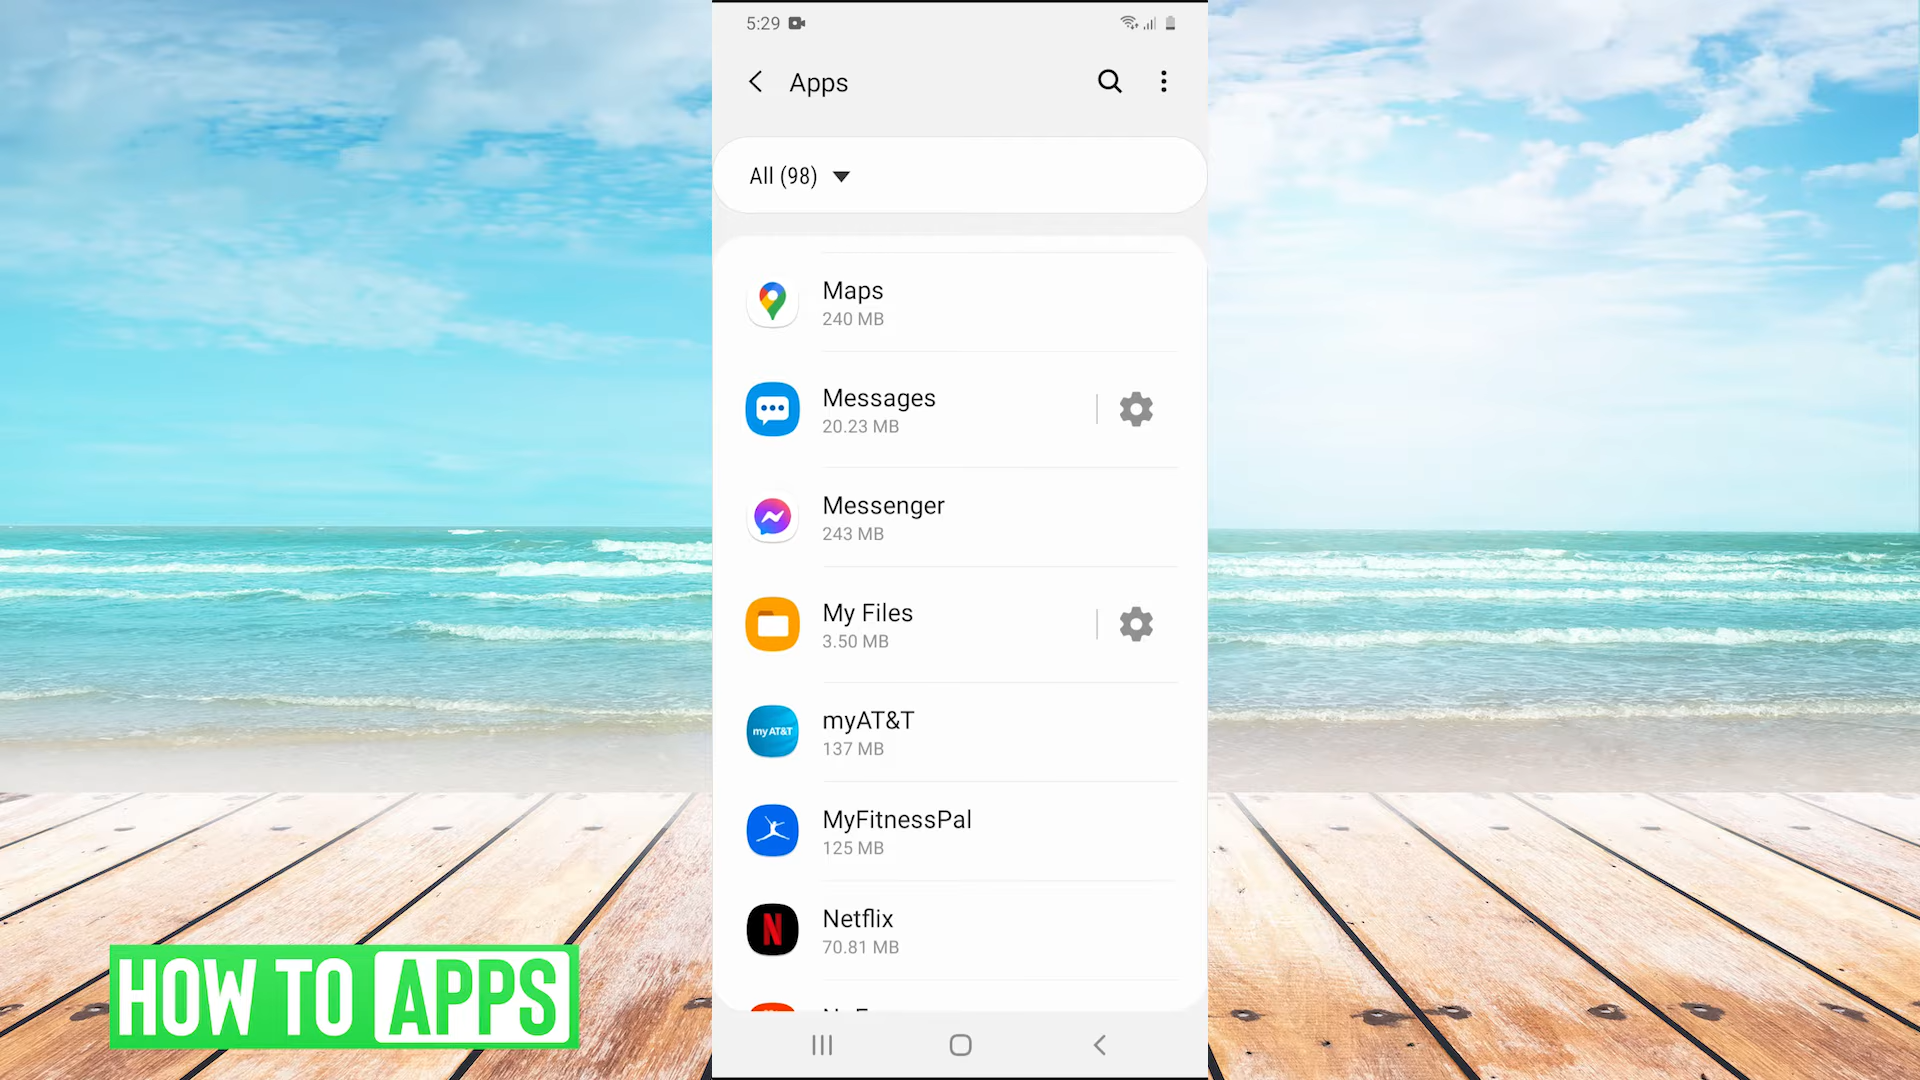 5:29
Apps
All (98)
Maps
240 MB
Messages
20.23 MB
Messenger
243 MB
My Files
3.50 MB
my AT&T
myAT&T
137 MB
MyFitnessPal
125 MB
N
Netflix
70.81 MB
HOW TO APPS